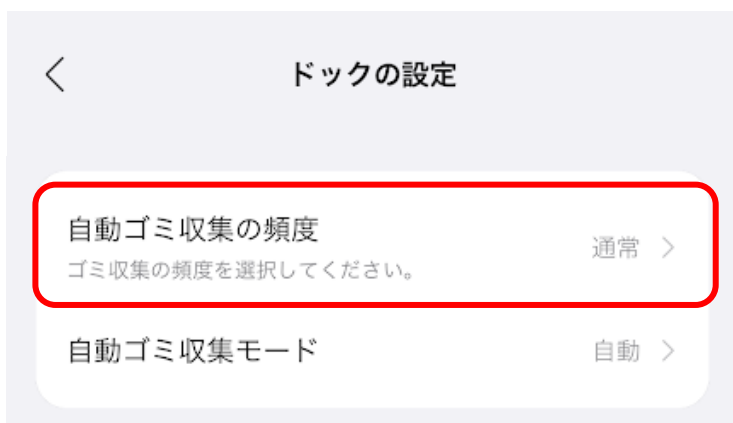 ドックの設定
自動ゴミ収集の頻度
通常
ゴミ収集の頻度を選択してください。
自動ゴミ収集モード
自動